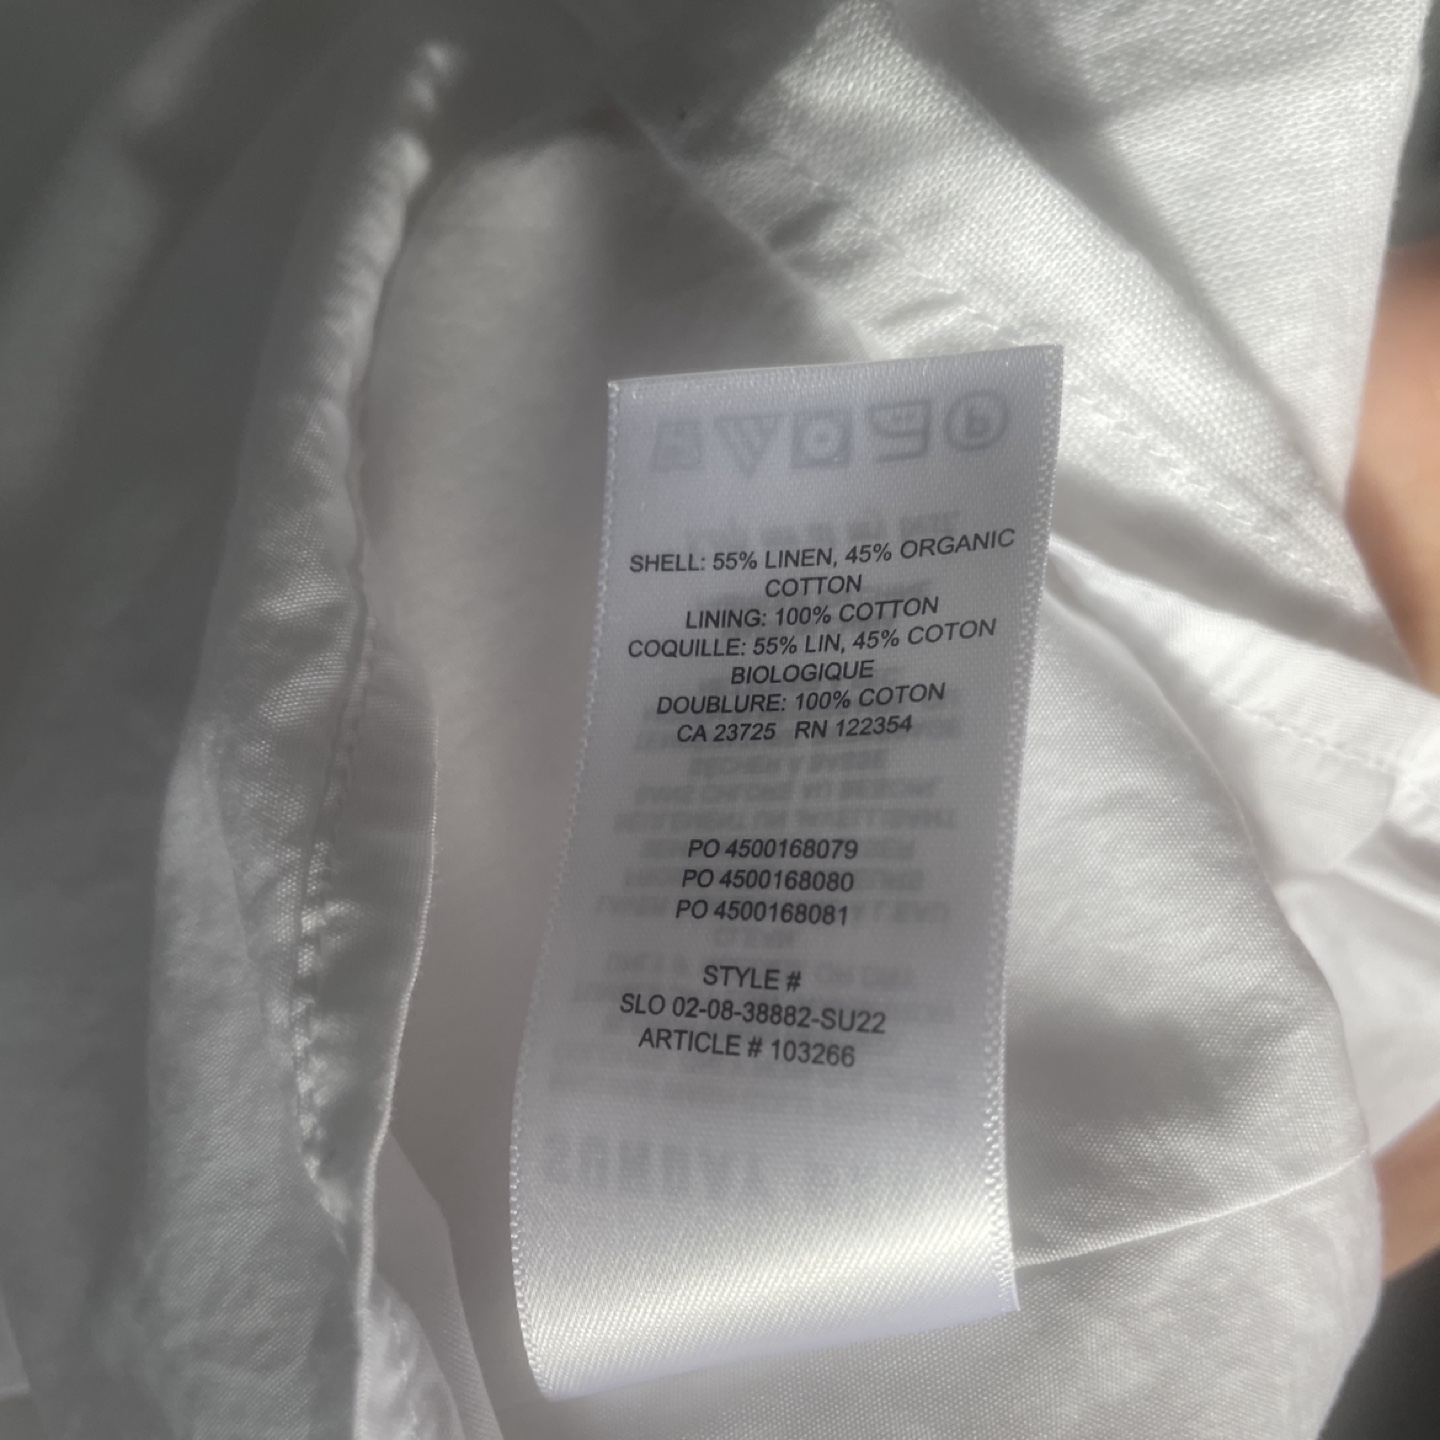 SHELL: 55% LINEN, 45% ORGANIC
COTTON
LINING: 100% COTTON
COQUILLE: 55% LIN, 45% COTON
BIOLOGIQUE
DOUBLURE: 100% COTON
CA 23725 RN 122354
PO 4500168079
PO 4500168080
PO 4500168081
STYLE #
SLO 02-08-38882-SU22
ARTICLE # 103266